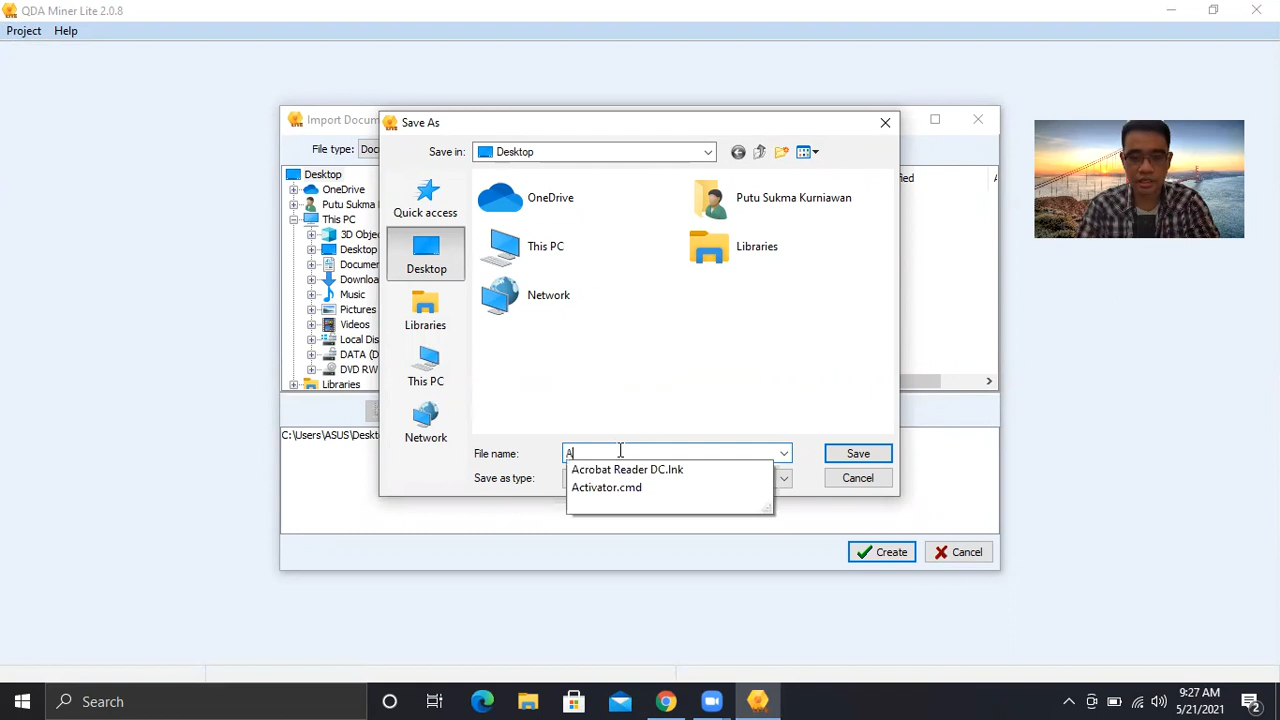 QDA Miner Lite 2.0.8
Project Help
Import Docum
Save As
File type: Doc
Save in: Desktop
Desktop
OneDrive
Putu Sukma
This PC
3D Objec
Desktop
Documen
Downloa
Music
Pictures
Videos
Local Dis
DATA (D
DVD RW
Libraries
Quick access
Desktop
Libraries
This PC
Network
OneDrive
Putu Sukma Kurniawan
This PC
Libraries
Network
ified
C:\Users\ASUS\Deskto
File name: A
Save
Acrobat Reader DC.lnk
Activator.cmd
Save as type:
Cancel
Create Cancel
Search
9:27 AM
5/21/2021
2